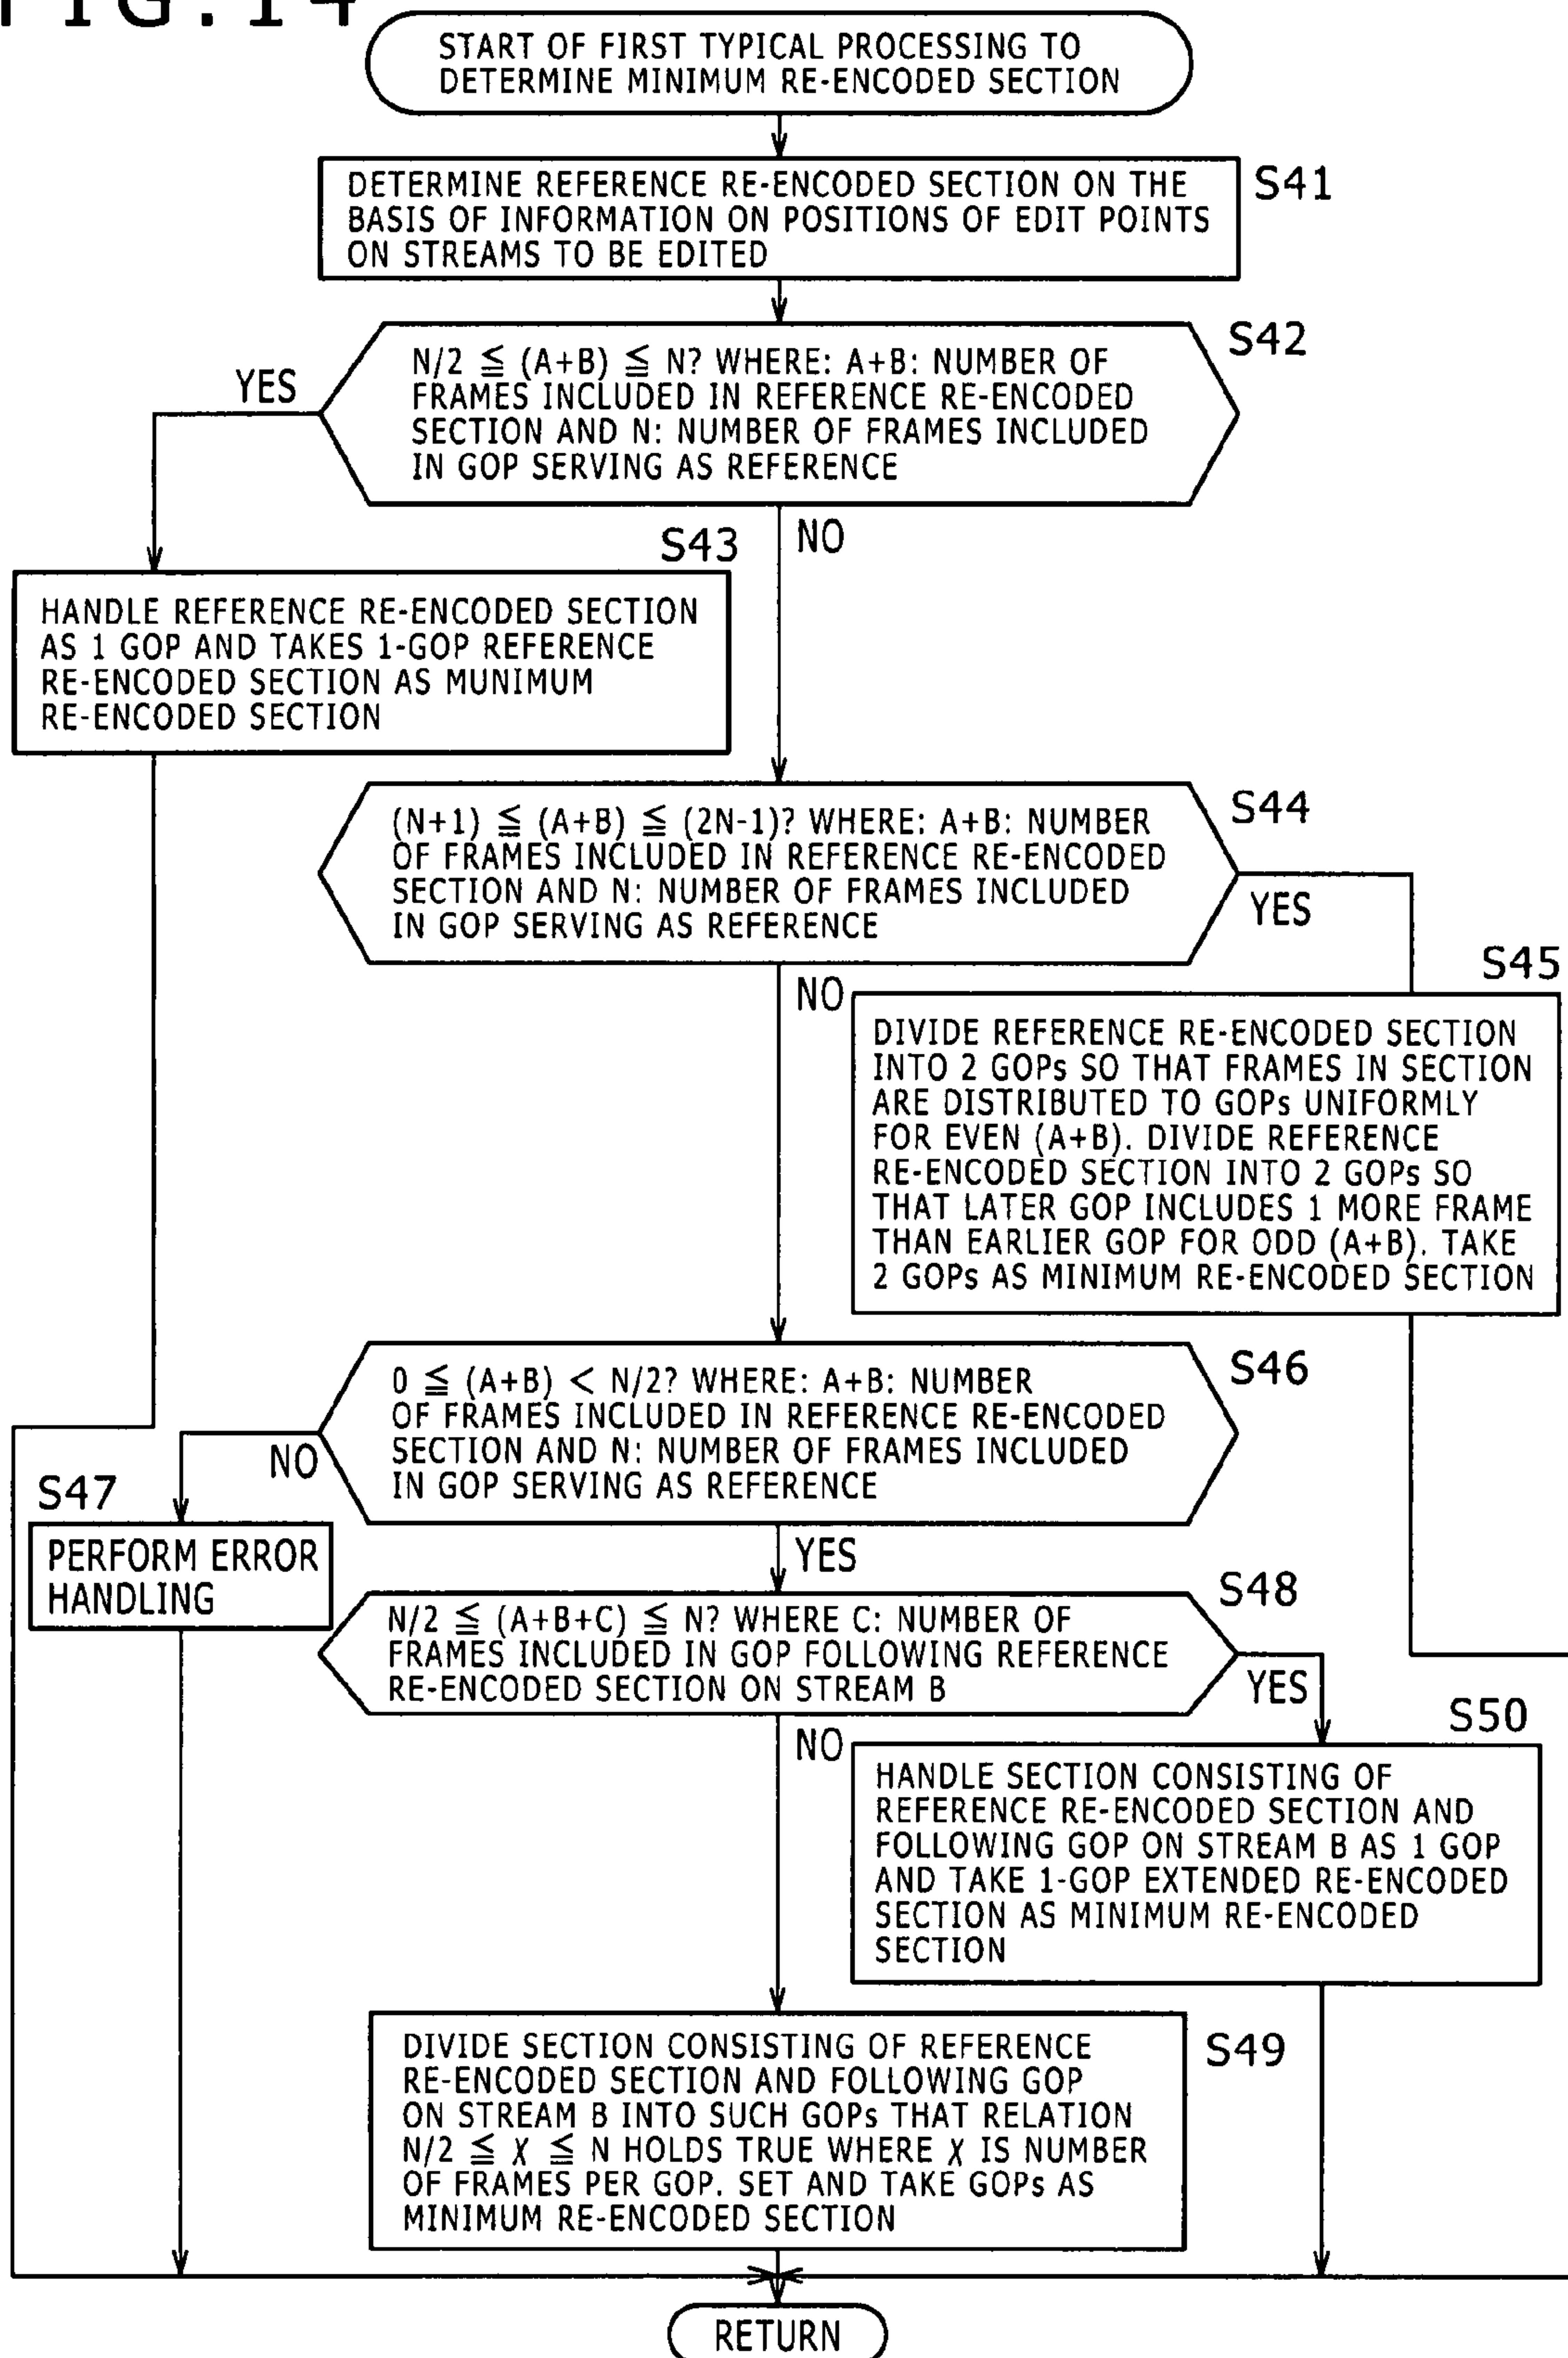 FIG.14
START OF FIRST TYPICAL PROCESSING TO
DETERMINE MINIMUM RE-ENCODED SECTION
S41
DETERMINE REFERENCE RE-ENCODED SECTION ON THE
BASIS OF INFORMATION ON POSITIONS OF EDIT POINTS
ON STREAMS TO BE EDITED
S42
N/2 ≦ (A+B) ≦ N? WHERE: A+B: NUMBER OF
FRAMES INCLUDED IN REFERENCE RE-ENCODED
SECTION AND N: NUMBER OF FRAMES INCLUDED
IN GOP SERVING AS REFERENCE
YES
NO
S43
HANDLE REFERENCE RE-ENCODED SECTION
AS 1 GOP AND TAKES 1-GOP REFERENCE
RE-ENCODED SECTION AS MUNIMUM
RE-ENCODED SECTION
S44
(N+1) ≦ (A+B) ≦ (2N-1)? WHERE: A+B: NUMBER
OF FRAMES INCLUDED IN REFERENCE RE-ENCODED
SECTION AND N: NUMBER OF FRAMES INCLUDED
IN GOP SERVING AS REFERENCE
YES
NO
S45
DIVIDE REFERENCE RE-ENCODED SECTION
INTO 2 GOPs SO THAT FRAMES IN SECTION
ARE DISTRIBUTED TO GOPs UNIFORMLY
FOR EVEN (A+B). DIVIDE REFERENCE
RE-ENCODED SECTION INTO 2 GOPs SO
THAT LATER GOP INCLUDES 1 MORE FRAME
THAN EARLIER GOP FOR ODD (A+B). TAKE
2 GOPs AS MINIMUM RE-ENCODED SECTION
S46
0 ≦ (A+B) < N/2? WHERE: A+B: NUMBER
OF FRAMES INCLUDED IN REFERENCE RE-ENCODED
SECTION AND N: NUMBER OF FRAMES INCLUDED
IN GOP SERVING AS REFERENCE
NO
YES
S47
PERFORM ERROR
HANDLING
S48
N/2 ≦ (A+B+C) ≦ N? WHERE C: NUMBER OF
FRAMES INCLUDED IN GOP FOLLOWING REFERENCE
RE-ENCODED SECTION ON STREAM B
YES
NO
S50
HANDLE SECTION CONSISTING OF
REFERENCE RE-ENCODED SECTION AND
FOLLOWING GOP ON STREAM B AS 1 GOP
AND TAKE 1-GOP EXTENDED RE-ENCODED
SECTION AS MINIMUM RE-ENCODED
SECTION
S49
DIVIDE SECTION CONSISTING OF REFERENCE
RE-ENCODED SECTION AND FOLLOWING GOP
ON STREAM B INTO SUCH GOPs THAT RELATION
N/2 ≦ χ ≦ N HOLDS TRUE WHERE χ IS NUMBER
OF FRAMES PER GOP. SET AND TAKE GOPs AS
MINIMUM RE-ENCODED SECTION
RETURN